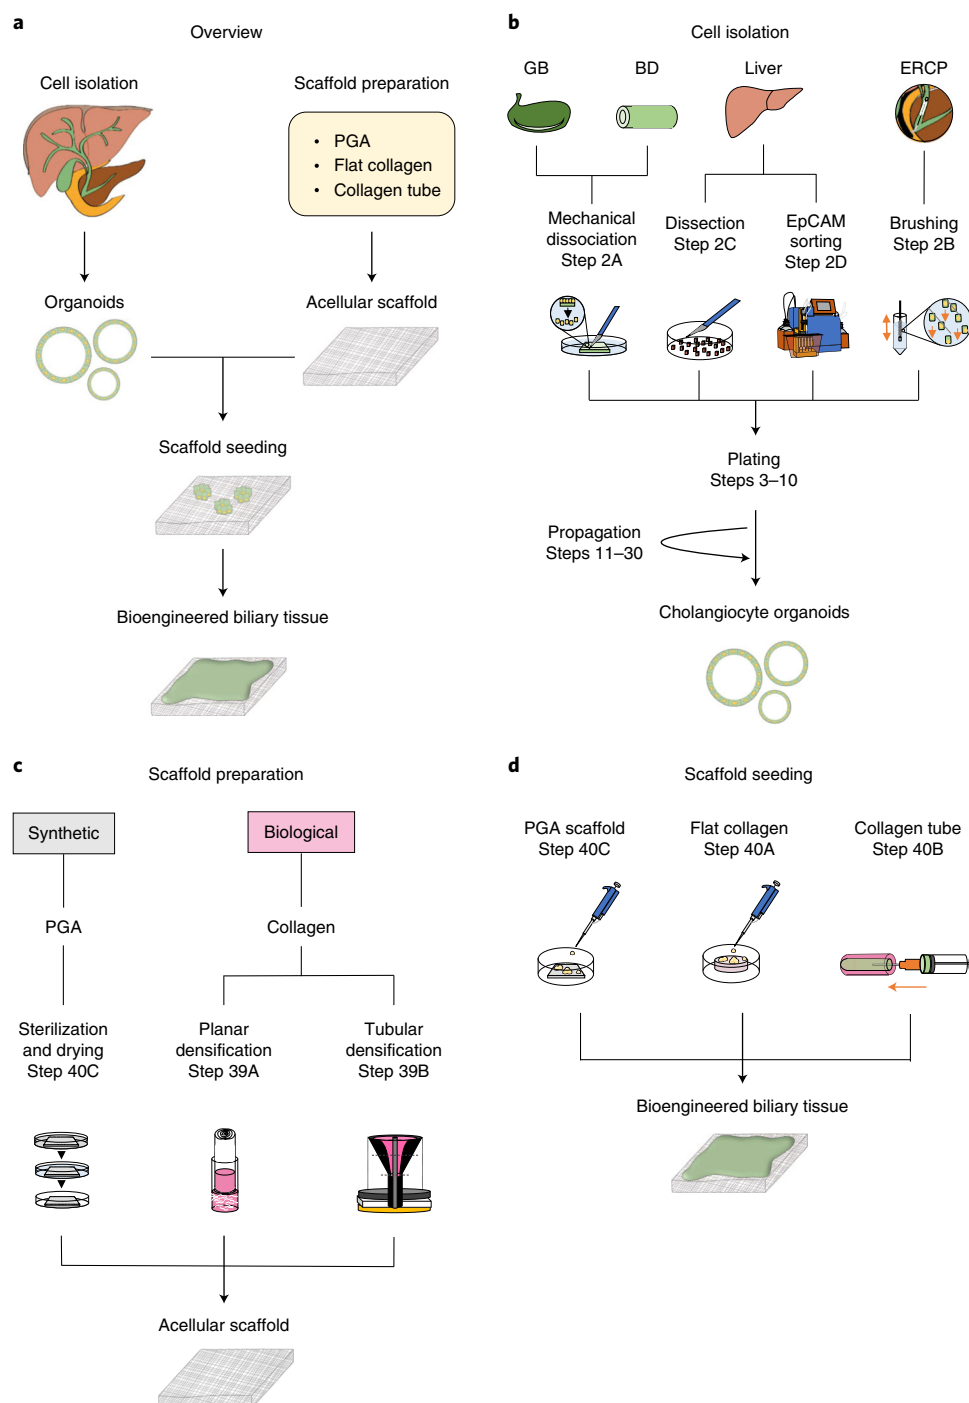 a
Overview
Cell isolation
Scaffold preparation
• PGA
• Flat collagen
• Collagen tube
Organoids
Acellular scaffold
Scaffold seeding
Bioengineered biliary tissue
b
Cell isolation
GB
BD
Liver
ERCP
Mechanical
dissociation
Step 2A
Dissection
Step 2C
EpCAM
sorting
Step 2D
Brushing
Step 2B
Plating
Steps 3–10
Propagation
Steps 11–30
Cholangiocyte organoids
c
Scaffold preparation
Synthetic
Biological
PGA
Collagen
Sterilization
and drying
Step 40C
Planar
densification
Step 39A
Tubular
densification
Step 39B
Acellular scaffold
d
Scaffold seeding
PGA scaffold
Step 40C
Flat collagen
Step 40A
Collagen tube
Step 40B
Bioengineered biliary tissue